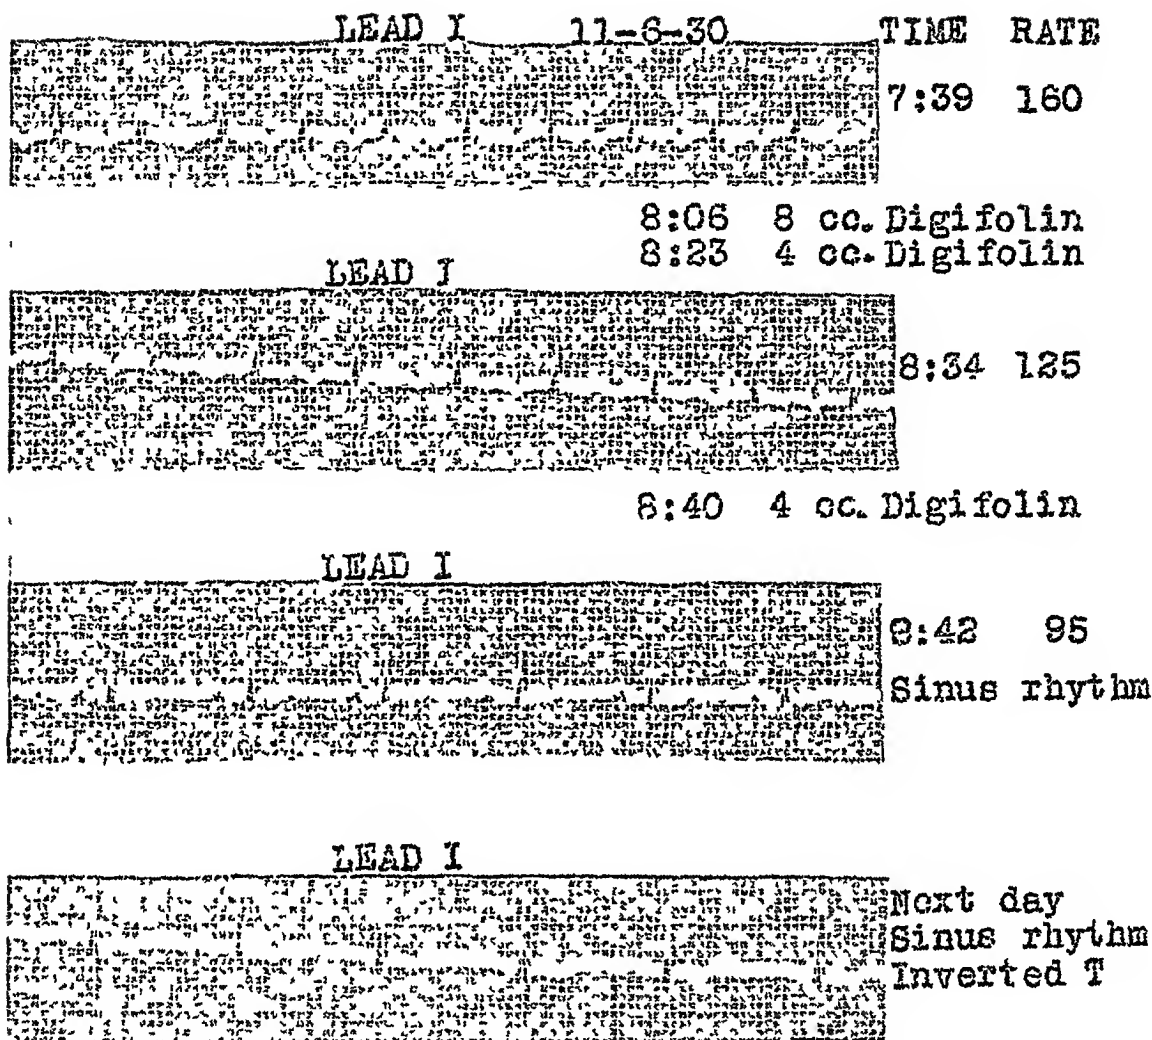 LEAD I 11-6-30 TIME RATE
7:39 160
8:06 8 cc. Digifolin
8:23 4 cc. Digifolin
LEAD I
8:34 125
8:40 4 cc. Digifolin
LEAD I
8:42 95
Sinus rhythm
LEAD I
Next day
Sinus rhythm
Inverted T